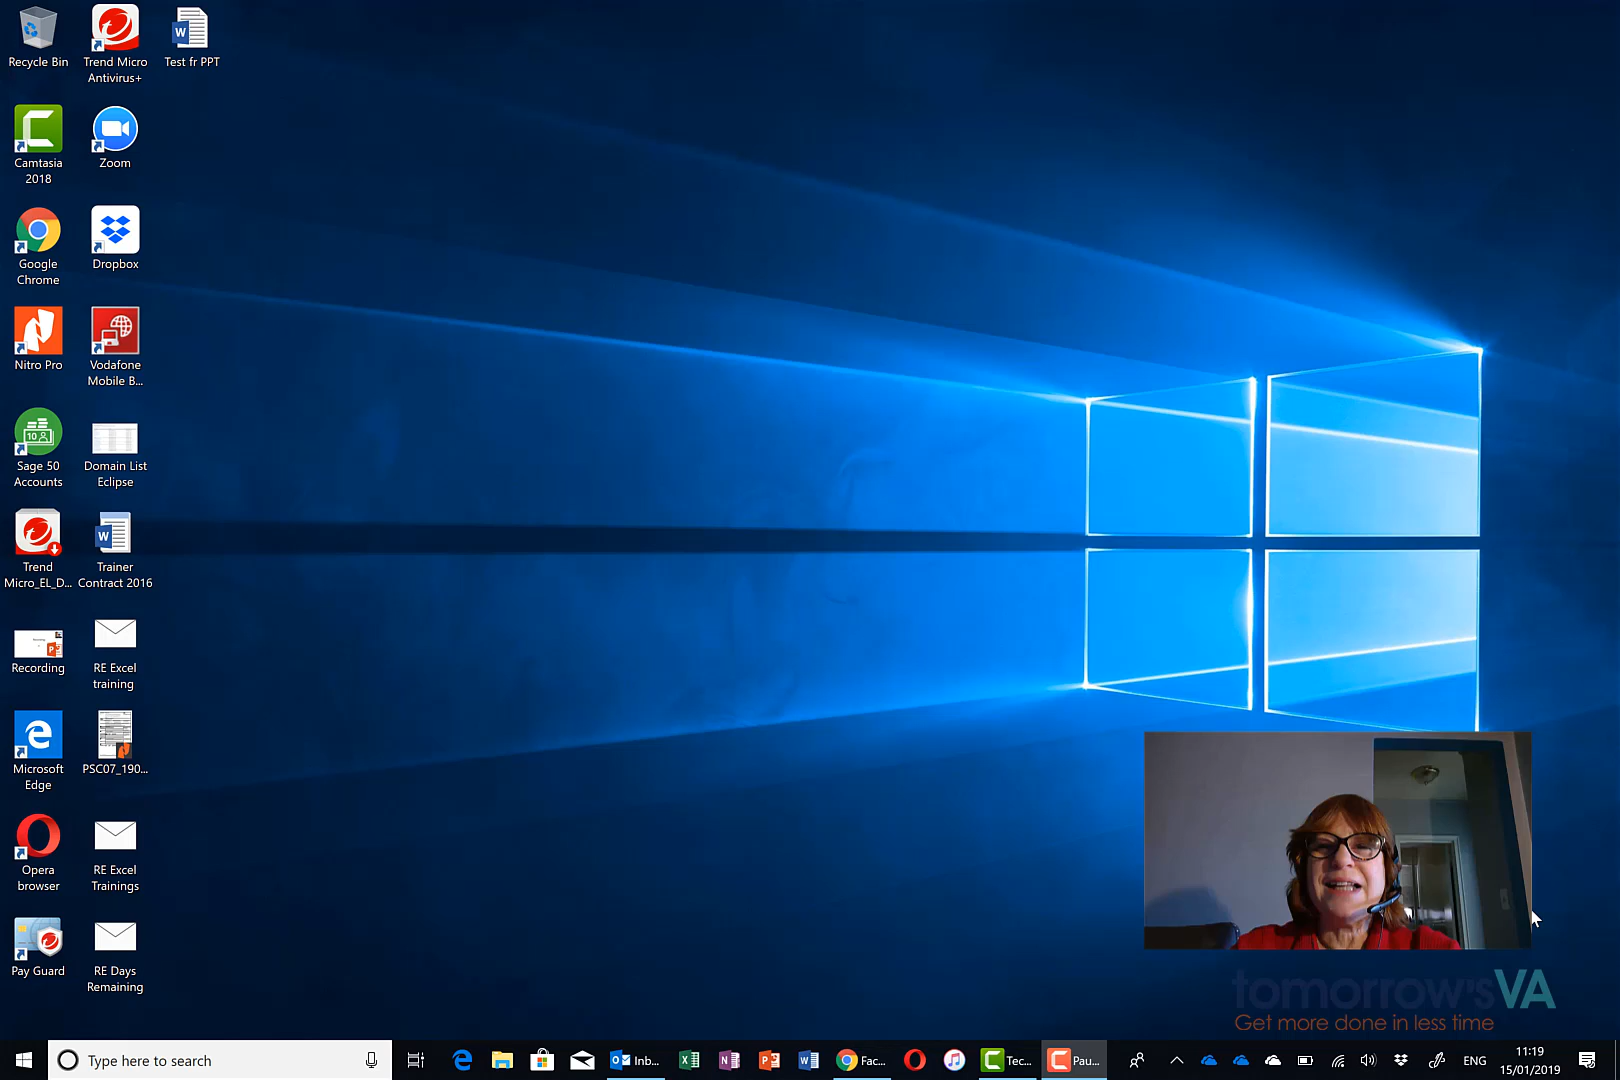 Recycle Bin
Trend Micro
Antivirus+
Test fr PPT
Camtasia
2018
Zoom
Google
Chrome
Dropbox
Nitro Pro
Vodafone
Mobile B...
Sage 50
Accounts
Domain List
Eclipse
Trend
Micro_EL_D...
Trainer
Contract 2016
Recording
RE Excel
training
Microsoft
Edge
PSC07_190...
Opera
browser
RE Excel
Trainings
Pay Guard
RE Days
Remaining
tomorrow'sVA
Get more done in less time
Type here to search
Inb...
Fac...
Tec...
Pau...
ENG
11:19
15/01/2019